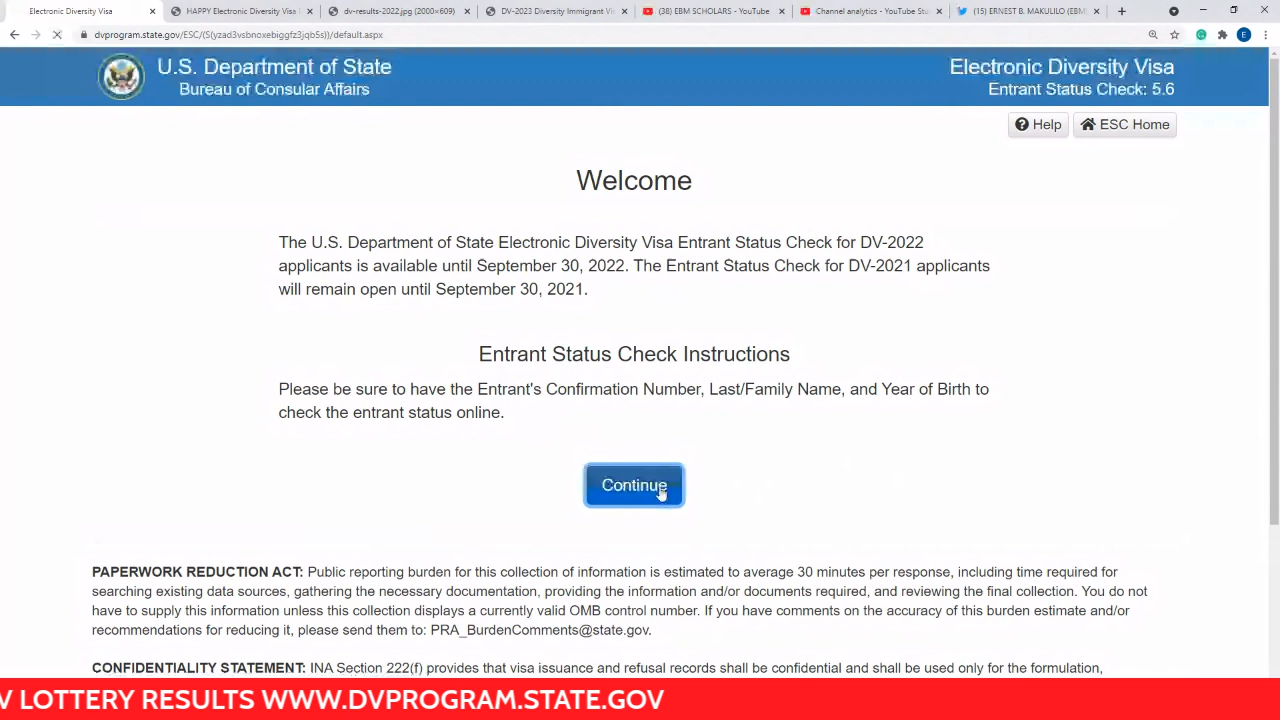 Electronic Diversity Visa
HAPPY Electronic Diversity Visa
dv-results-2022.jpg (2000×609)
DV-2023 Diversity Immigrant Vi
(38) EBM SCHOLARS - YouTube
Channel analytics - YouTube Stu
(15) ERNEST B. MAKULILO (EBM
dvprogram.state.gov/ESC/(S(yzad3vsbnoxebiggfz3jqb5s))/default.aspx
E
U.S. Department of State
Bureau of Consular Affairs
Electronic Diversity Visa
Entrant Status Check: 5.6
Help
ESC Home
Welcome
The U.S. Department of State Electronic Diversity Visa Entrant Status Check for DV-2022
applicants is available until September 30, 2022. The Entrant Status Check for DV-2021 applicants
will remain open until September 30, 2021.
Entrant Status Check Instructions
Please be sure to have the Entrant's Confirmation Number, Last/Family Name, and Year of Birth to
check the entrant status online.
Continue
PAPERWORK REDUCTION ACT: Public reporting burden for this collection of information is estimated to average 30 minutes per response, including time required for
searching existing data sources, gathering the necessary documentation, providing the information and/or documents required, and reviewing the final collection. You do not
have to supply this information unless this collection displays a currently valid OMB control number. If you have comments on the accuracy of this burden estimate and/or
recommendations for reducing it, please send them to: PRA_BurdenComments@state.gov.
CONFIDENTIALITY STATEMENT: INA Section 222(f) provides that visa issuance and refusal records shall be confidential and shall be used only for the formulation,
V LOTTERY RESULTS WWW.DVPROGRAM.STATE.GOV